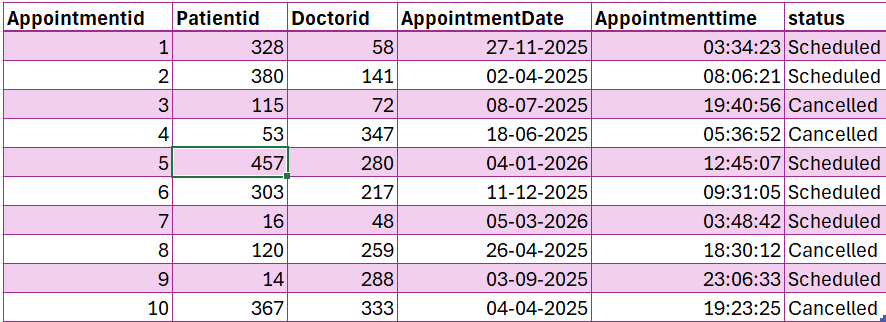 Appointmentid Patientid Doctorid AppointmentDate Appointmenttime status
1 328 58 27-11-2025 03:34:23 Scheduled
2 380 141 02-04-2025 08:06:21 Scheduled
3 115 72 08-07-2025 19:40:56 Cancelled
4 53 347 18-06-2025 05:36:52 Cancelled
5 457 280 04-01-2026 12:45:07 Scheduled
6 303 217 11-12-2025 09:31:05 Scheduled
7 16 48 05-03-2026 03:48:42 Scheduled
8 120 259 26-04-2025 18:30:12 Cancelled
9 14 288 03-09-2025 23:06:33 Scheduled
10 367 333 04-04-2025 19:23:25 Cancelled